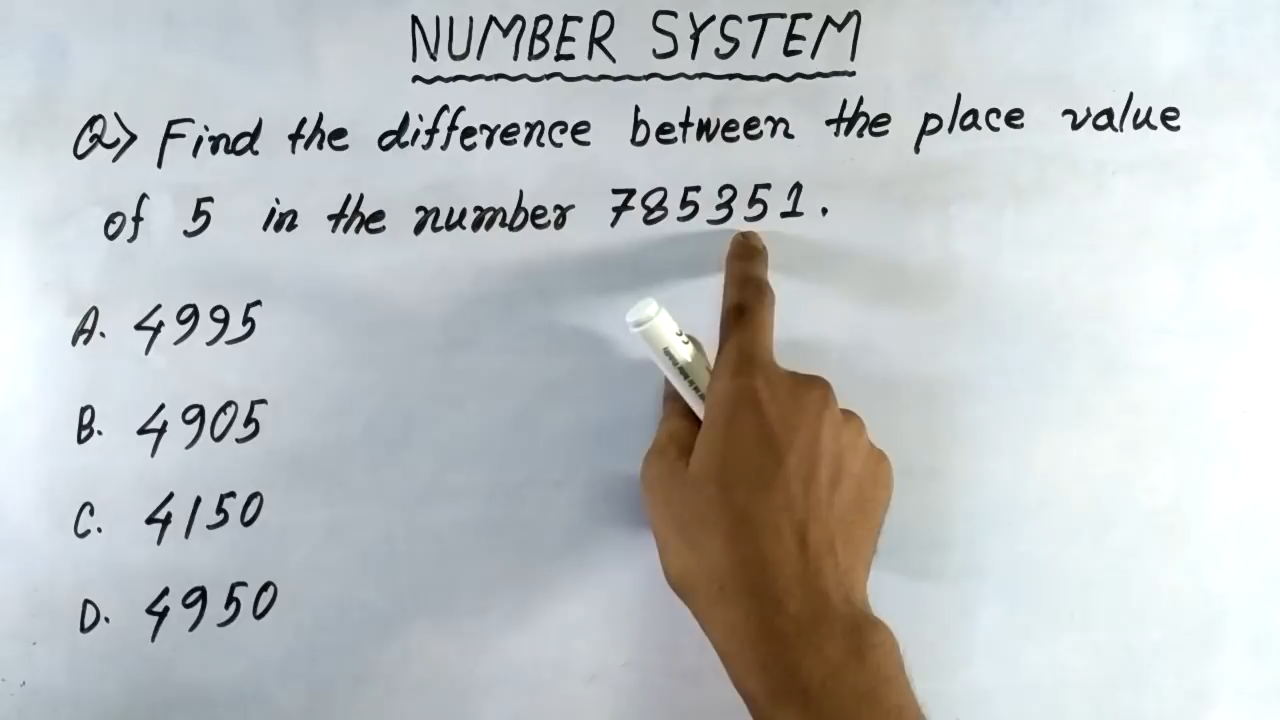 NUMBER SYSTEM
Q> Find the difference between the place value
of 5 in the number 785351.
A. 4995
B. 4905
C. 4150
D. 4950